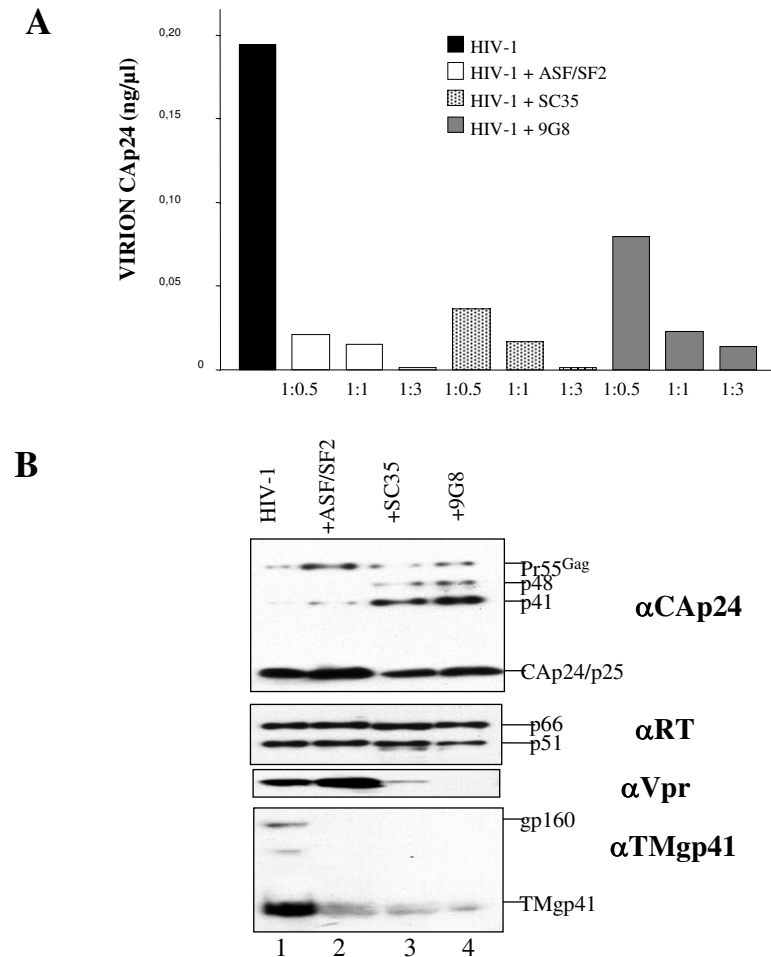 A
VIRION CAp24 (ng/µl)
0,20
0,15
0,10
0,05
0
HIV-1
HIV-1 + ASF/SF2
HIV-1 + SC35
HIV-1 + 9G8
1:0.5 1:1 1:3 1:0.5 1:1 1:3 1:0.5 1:1 1:3
B
HIV-1
+ASF/SF2
+SC35
+9G8
Pr55Gag
p48
p41
CAp24/p25
αCAp24
p66
p51
αRT
αVpr
gp160
αTMgp41
TMgp41
1 2 3 4